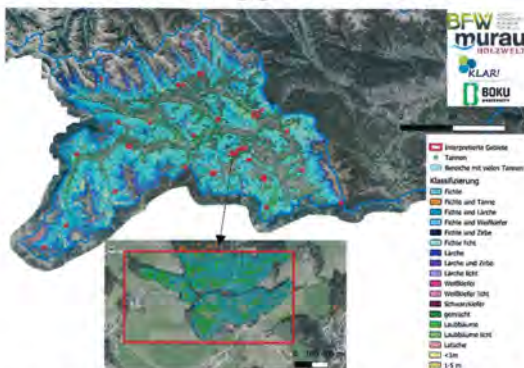 BFW
murau
HOLZWELT
KLAR!
BOKU
UNIVERSITY
Interpretierte Gebiete
Tannen
Bereiche mit vielen Tannen
Klassifizierung
Fichte
Fichte und Tanne
Fichte und Lärche
Fichte und Weißkiefer
Fichte und Zirbe
Fichte licht
Lärche
Lärche und Zirbe
Lärche licht
Weißkiefer
Weißkiefer licht
Schwarzkiefer
gemischt
Laubbäume
Laubbäume licht
Latsche
<1m
1-5 m